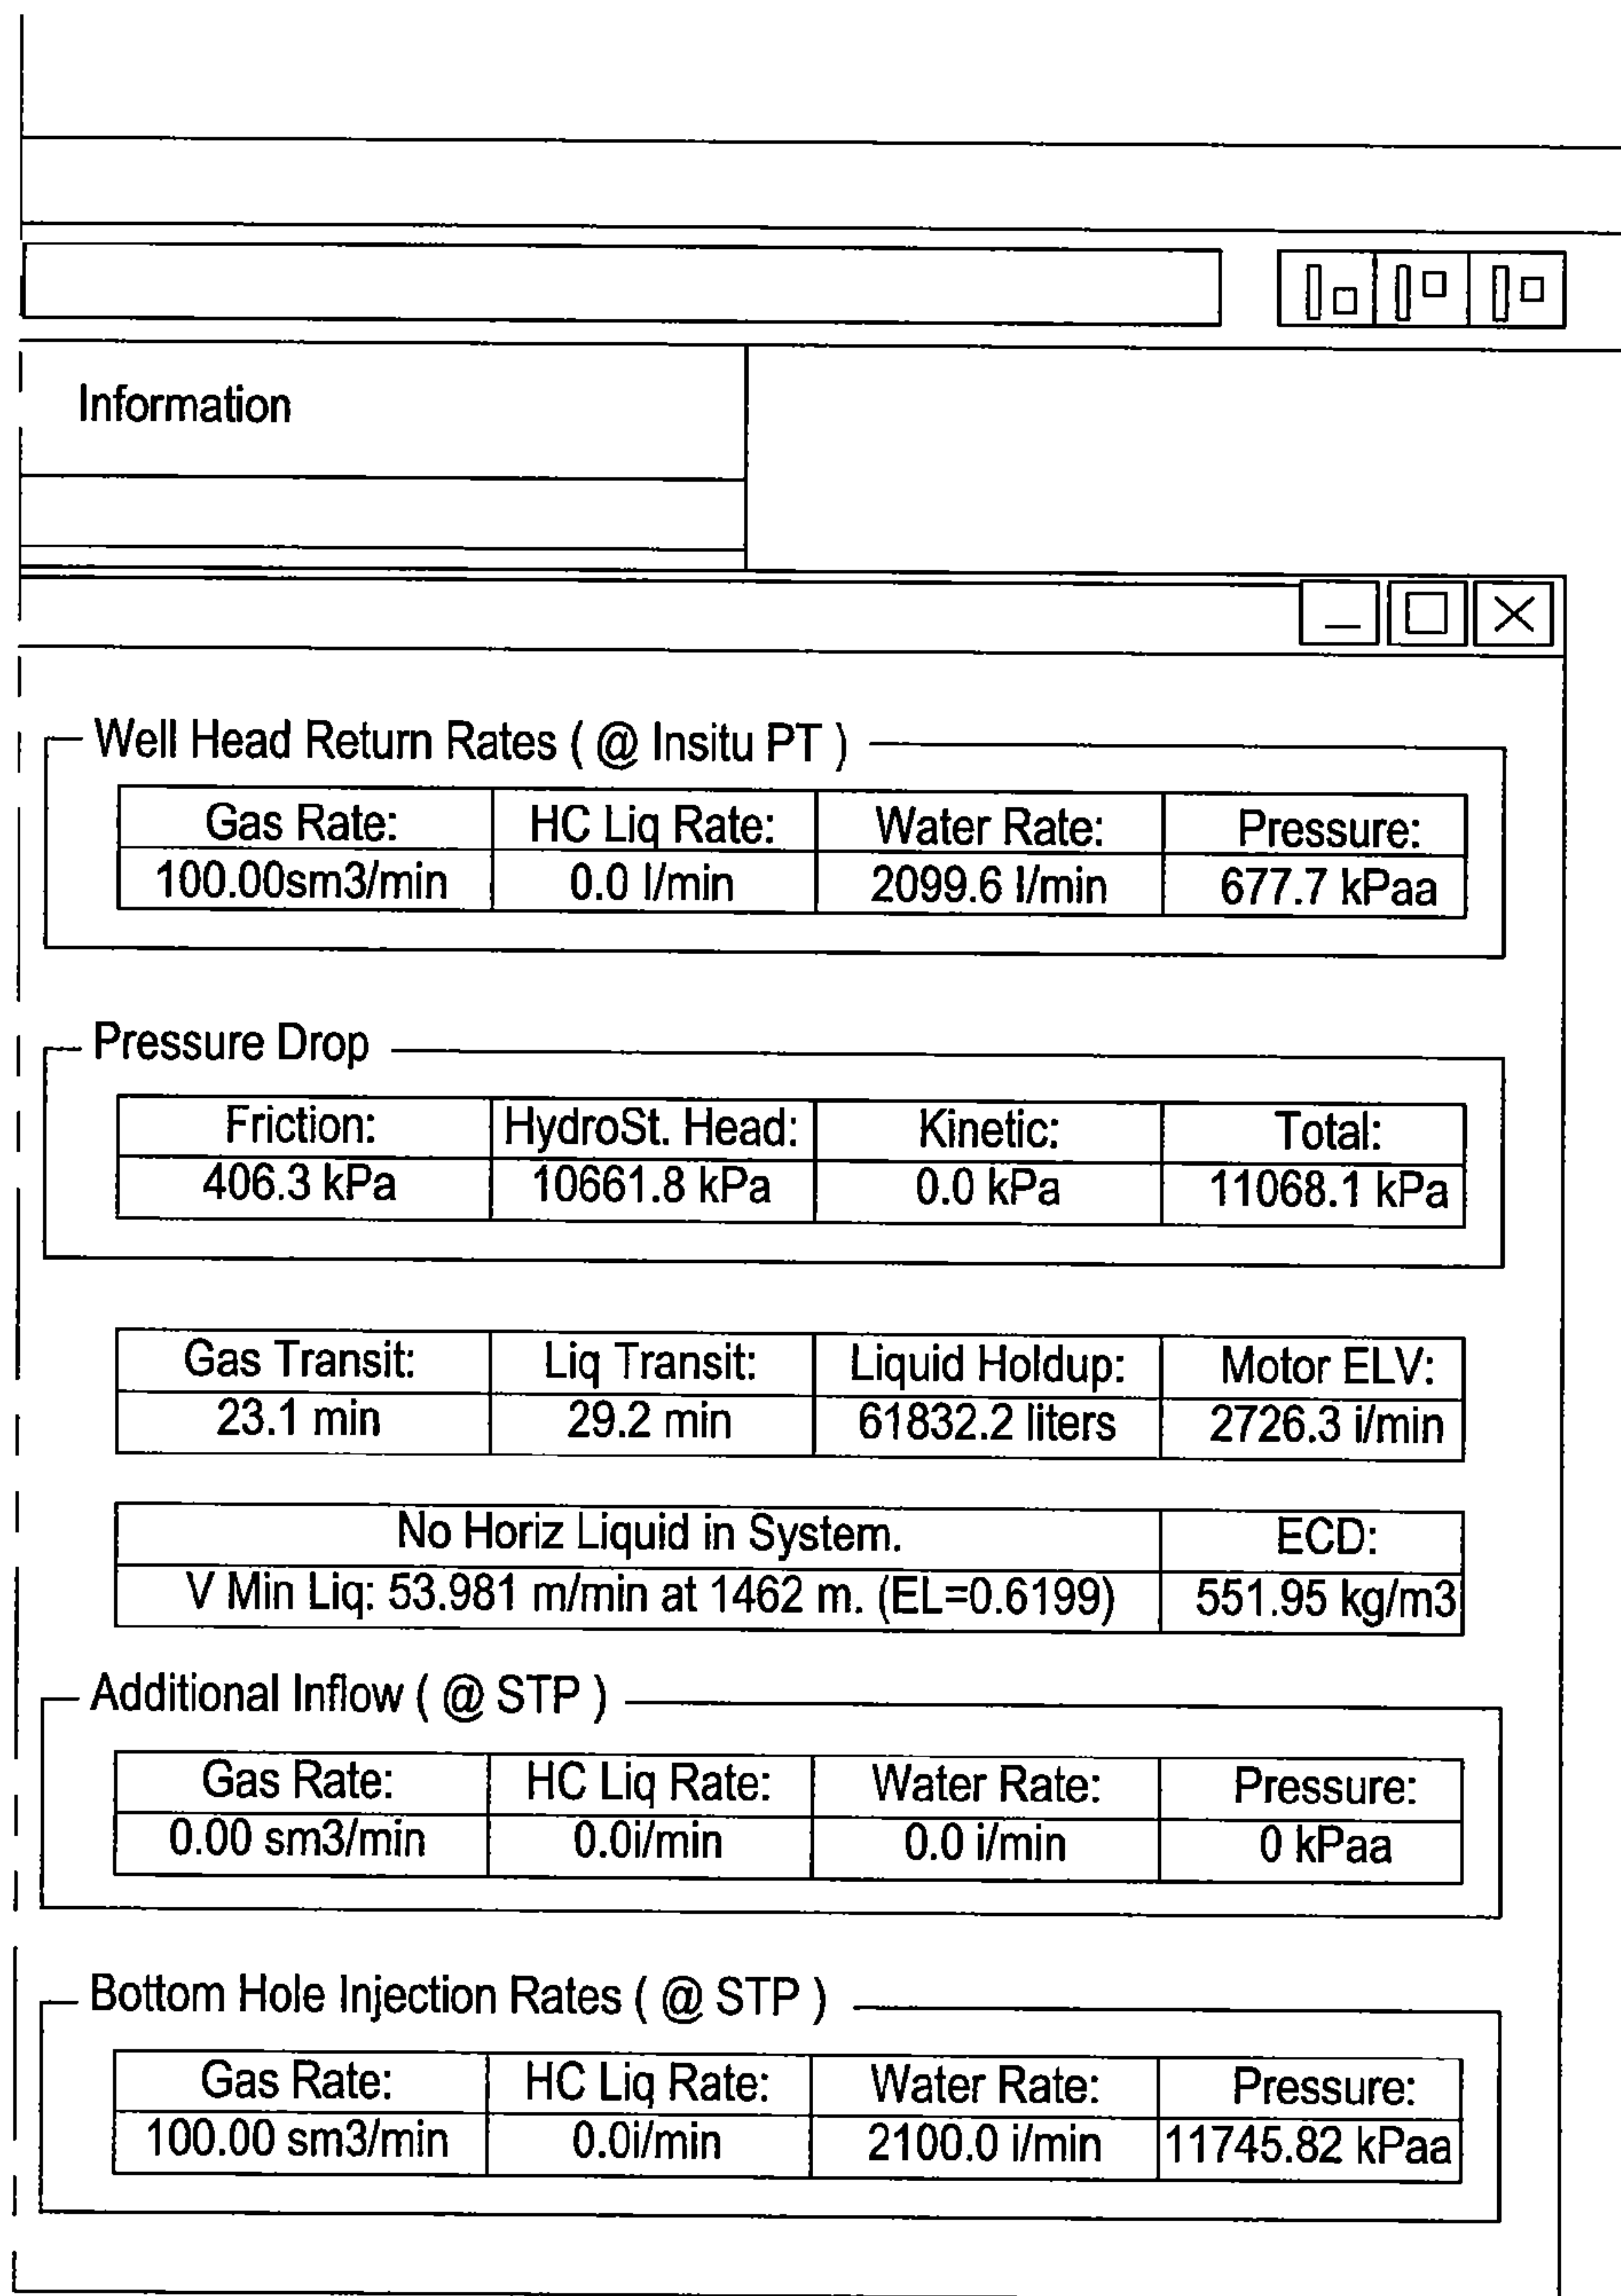 Information
Well Head Return Rates ( @ Insitu PT )
Gas Rate: HC Liq Rate: Water Rate: Pressure:
100.00sm3/min 0.0 l/min 2099.6 l/min 677.7 kPaa
Pressure Drop
Friction: HydroSt. Head: Kinetic: Total:
406.3 kPa 10661.8 kPa 0.0 kPa 11068.1 kPa
Gas Transit: Liq Transit: Liquid Holdup: Motor ELV:
23.1 min 29.2 min 61832.2 liters 2726.3 i/min
No Horiz Liquid in System. ECD:
V Min Liq: 53.981 m/min at 1462 m. (EL=0.6199) 551.95 kg/m3
Additional Inflow ( @ STP )
Gas Rate: HC Liq Rate: Water Rate: Pressure:
0.00 sm3/min 0.0i/min 0.0 i/min 0 kPaa
Bottom Hole Injection Rates ( @ STP )
Gas Rate: HC Liq Rate: Water Rate: Pressure:
100.00 sm3/min 0.0i/min 2100.0 i/min 11745.82 kPaa